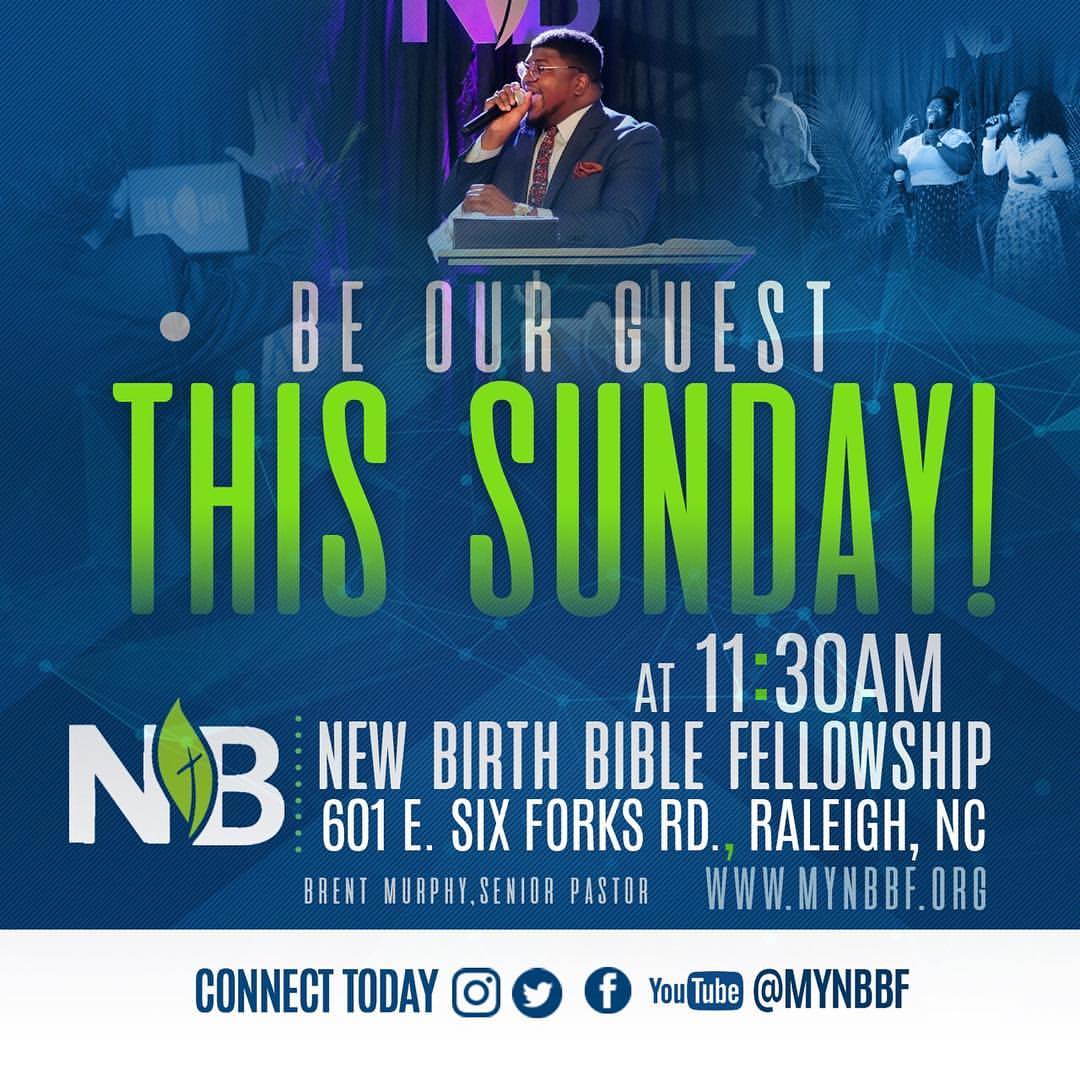 NB
BE OUR GUEST
THIS SUNDAY!
AT 11:30AM
NB
NEW BIRTH BIBLE FELLOWSHIP
601 E. SIX FORKS RD., RALEIGH, NC
BRENT MURPHY,SENIOR PASTOR
WWW.MYNBBF.ORG
CONNECT TODAY YouTube @MYNBBF